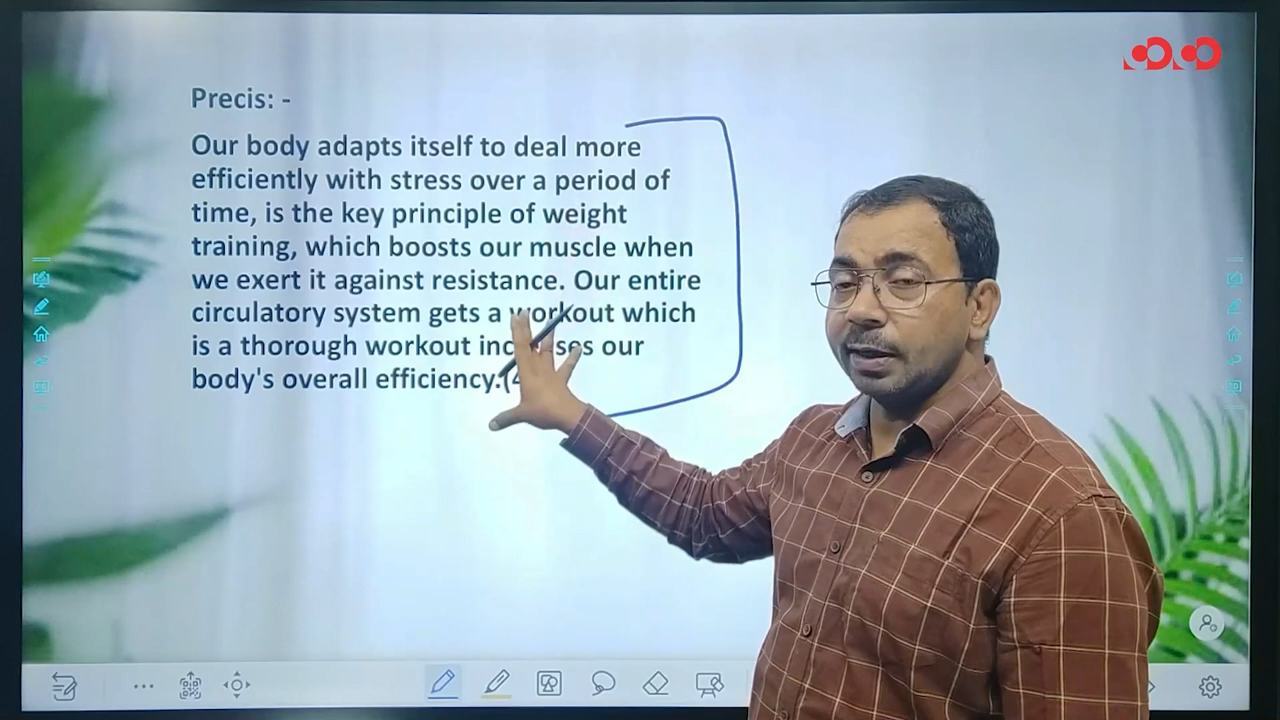 Precis: -
Our body adapts itself to deal more
efficiently with stress over a period of
time, is the key principle of weight
training, which boosts our muscle when
we exert it against resistance. Our entire
circulatory system gets a workout which
is a thorough workout our
body's overall efficiency.(4